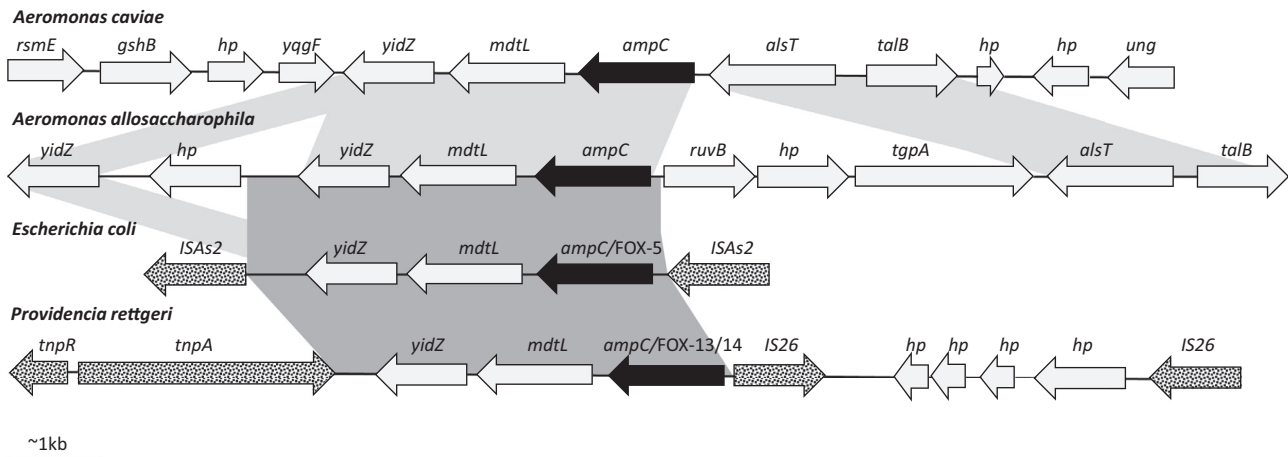 Aeromonas caviae
rsmE gshB hp yqgF yidZ mdtL ampC alsT talB hp hp ung
Aeromonas allosaccharophila
yidZ hp yidZ mdtL ampC ruvB hp tgpA alsT talB
Escherichia coli
ISAs2 yidZ mdtL ampC/FOX-5 ISAs2
Providencia rettgeri
tnpR tnpA yidZ mdtL ampC/FOX-13/14 IS26 hp hp hp hp IS26
~1kb